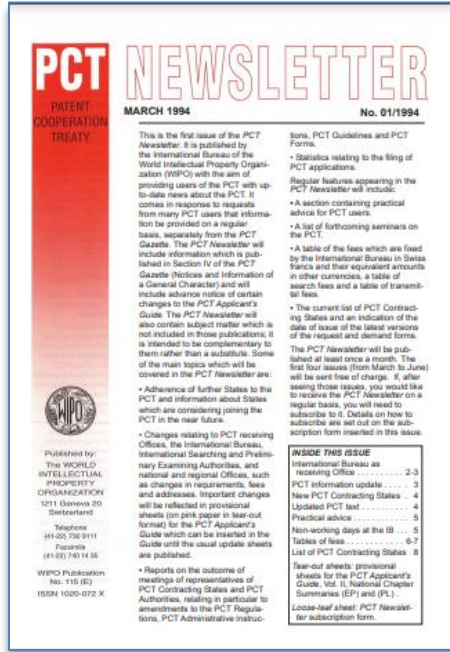 PCT NEWSLETTER
PATENT
COOPERATION
TREATY
MARCH 1994
No. 01/1994
This is the first issue of the PCT
Newsletter. It is published by
the International Bureau of the
World Intellectual Property Organi-
zation (WIPO) with the aim of
providing users of the PCT with up-
to-date news about the PCT. It
comes in response to requests
from many PCT users that informa-
tion be provided on a regular
basis, separately from the PCT
Gazette. The PCT Newsletter will
include information which is pub-
lished in Section IV of the PCT
Gazette (Notices and Information of
a General Character) and will
include advance notice of certain
changes to the PCT Applicant's
Guide. The PCT Newsletter will
also contain subject matter which is
not included in those publications; it
is intended to be complementary to
them rather than a substitute. Some
of the main topics which will be
covered in the PCT Newsletter are:
• Adherence of further States to the
PCT and information about States
which are considering joining the
PCT in the near future.
• Changes relating to PCT receiving
Offices, the International Bureau,
International Searching and Prelimi-
nary Examining Authorities, and
national and regional Offices, such
as changes in requirements, fees
and addresses. Important changes
will be reflected in provisional
sheets (on pink paper in tear-out
format) for the PCT Applicant's
Guide which can be inserted in the
Guide until the usual update sheets
are published.
• Reports on the outcome of
meetings of representatives of
PCT Contracting States and PCT
Authorities, relating in particular to
amendments to the PCT Regula-
tions, PCT Administrative Instruc-
tions, PCT Guidelines and PCT
Forms.
• Statistics relating to the filing of
PCT applications.
Regular features appearing in the
PCT Newsletter will include:
• A section containing practical
advice for PCT users.
• A list of forthcoming seminars on
the PCT.
• A table of the fees which are fixed
by the International Bureau in Swiss
francs and their equivalent amounts
in other currencies, a table of
search fees and a table of transmit-
tal fees.
• The current list of PCT Contract-
ing States and an indication of the
date of issue of the latest versions
of the request and demand forms.
The PCT Newsletter will be pub-
lished at least once a month. The
first four issues (from March to June)
will be sent free of charge. If, after
seeing those issues, you would like
to receive the PCT Newsletter on a
regular basis, you will need to
subscribe to it. Details on how to
subscribe are set out on the sub-
scription form inserted in this issue.
INSIDE THIS ISSUE
International Bureau as
receiving Office . . . . . . . . . 2-3
PCT information update . . . . 3
New PCT Contracting States . 4
Updated PCT text . . . . . . . . 4
Practical advice . . . . . . . . . 5
Non-working days at the IB . . . 5
Tables of fees . . . . . . . . . . 6-7
List of PCT Contracting States 8
Tear-out sheets: provisional
sheets for the PCT Applicant's
Guide, Vol. II, National Chapter
Summaries (EP) and (PL) .
Loose-leaf sheet: PCT Newslet-
ter subscription form.
WIPO
Published by:
The WORLD
INTELLECTUAL
PROPERTY
ORGANIZATION
1211 Geneva 20
Switzerland
Telephone
(41-22) 730 9111
Facsimile
(41-22) 740 14 35
WIPO Publication
No. 115 (E)
ISSN 1020-072 X